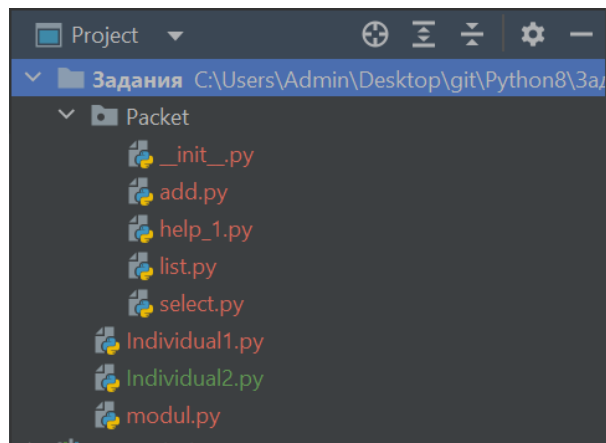 Project
Задания C:\Users\Admin\Desktop\git\Python8\Зад
Packet
__init__.py
add.py
help_1.py
list.py
select.py
Individual1.py
Individual2.py
modul.py